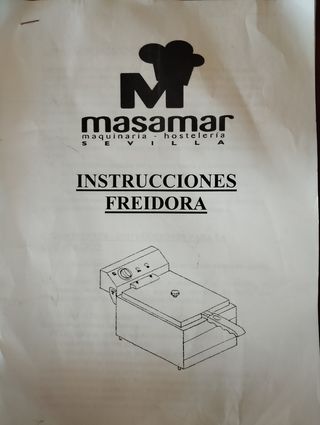 M
masamar
maquinaria - hostelería
SEVILLA
INSTRUCCIONES
FREIDORA